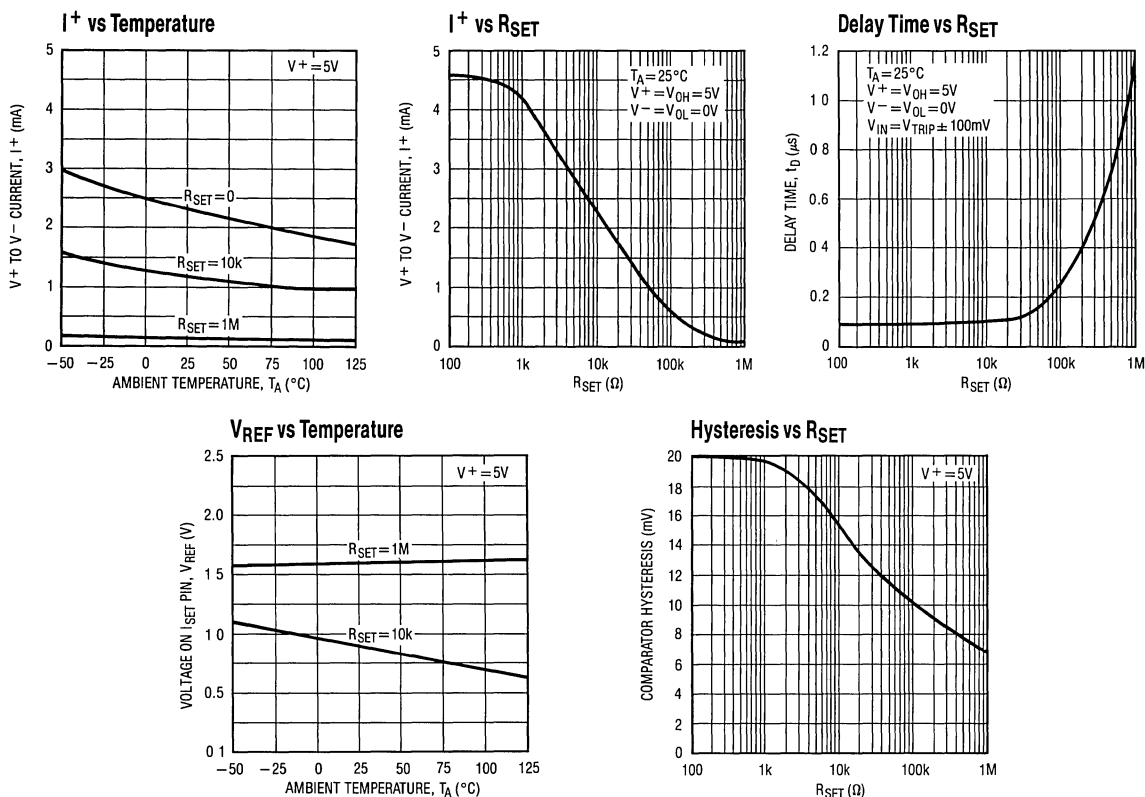 I+ vs Temperature
V+ TO V− CURRENT, I+ (mA)
5
4
3
2
1
0
V+=5V
RSET=0
RSET=10k
RSET=1M
−50 −25 0 25 50 75 100 125
AMBIENT TEMPERATURE, TA (°C)
I+ vs RSET
V+ TO V− CURRENT, I+ (mA)
5
4
3
2
1
0
TA=25°C
V+=VOH=5V
V−=VOL=0V
100 1k 10k 100k 1M
RSET (Ω)
Delay Time vs RSET
DELAY TIME, tD (μs)
1.2
1.0
0.8
0.6
0 4
0.2
0
TA=25°C
V+=VOH=5V
V−=VOL=0V
VIN=VTRIP±100mV
100 1k 10k 100k 1M
RSET (Ω)
VREF vs Temperature
VOLTAGE ON ISET PIN, VREF (V)
2.5
2.0
1.5
1 0
0.5
0 1
V+=5V
RSET=1M
RSET=10k
−50 −25 0 25 50 75 100 125
AMBIENT TEMPERATURE, TA (°C)
Hysteresis vs RSET
COMPARATOR HYSTERESIS (mV)
20
18
16
14
12
10
8
6
4
2
0
V+=5V
100 1k 10k 100k 1M
RSET (Ω)